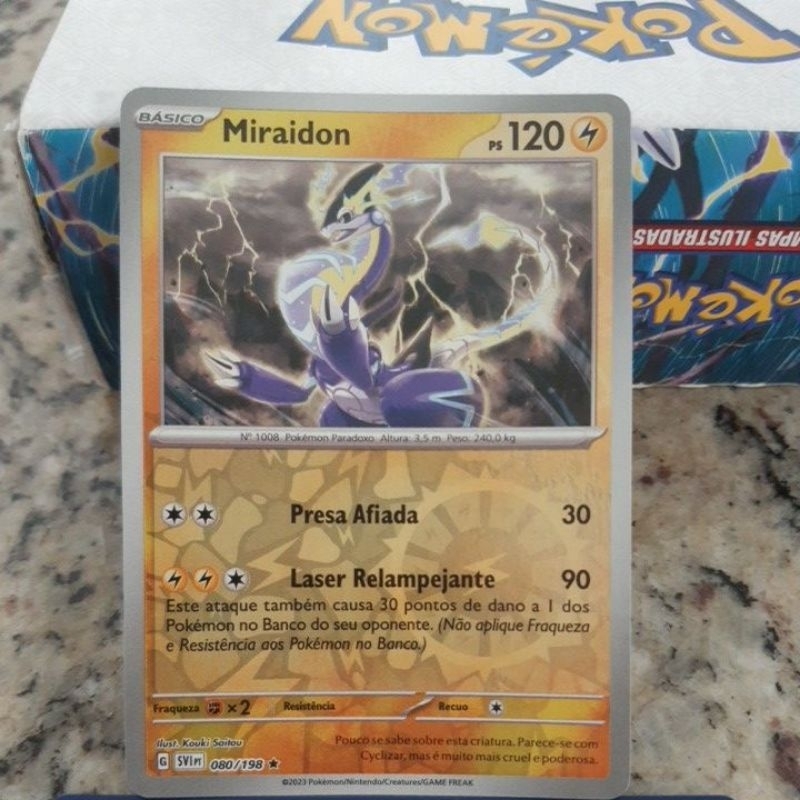 POKÉMON
MPAS ILUSTRADAS
POKÉMON
BÁSICO Miraidon PS 120
Nº 1008 Pokémon Paradoxo Altura: 3,5 m Peso: 240,0 kg
Presa Afiada 30
Laser Relampejante 90
Este ataque também causa 30 pontos de dano a 1 dos
Pokémon no Banco do seu oponente. (Não aplique Fraqueza
e Resistência aos Pokémon no Banco.)
Fraqueza ×2 Resistência Recuo
Ilust. Kouki Saitou
G SVI PT 080/198 ★
Pouco se sabe sobre esta criatura. Parece-se com
Cyclizar, mas é muito mais cruel e poderosa.
©2023 Pokémon/Nintendo/Creatures/GAME FREAK